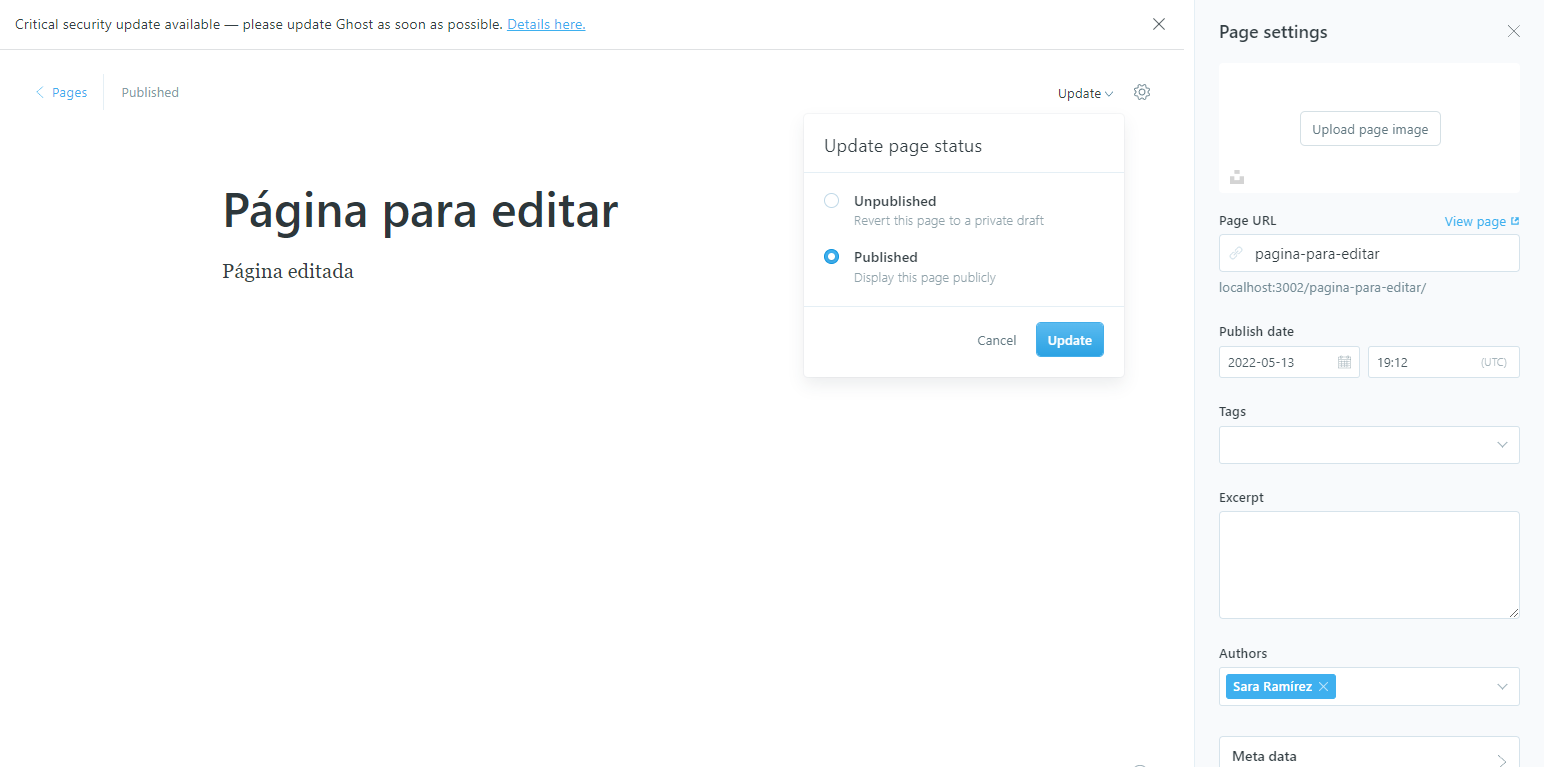 Critical security update available — please update Ghost as soon as possible. Details here.
Pages
Published
Update
Update page status
Unpublished
Revert this page to a private draft
Published
Display this page publicly
Cancel
Update
Página para editar
Página editada
Page settings
Upload page image
Page URL
View page
pagina-para-editar
localhost:3002/pagina-para-editar/
Publish date
2022-05-13
19:12
(UTC)
Tags
Excerpt
Authors
Sara Ramírez
Meta data